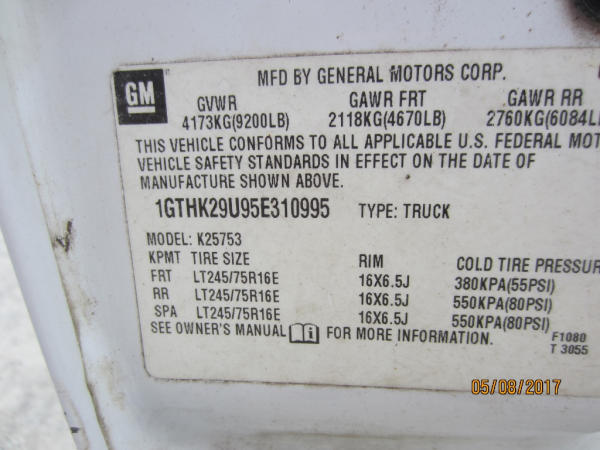 MFD BY GENERAL MOTORS CORP.
GM
GVWR GAWR FRT GAWR RR
4173KG(9200LB) 2118KG(4670LB) 2760KG(6084L
THIS VEHICLE CONFORMS TO ALL APPLICABLE U.S. FEDERAL MOT
VEHICLE SAFETY STANDARDS IN EFFECT ON THE DATE OF
MANUFACTURE SHOWN ABOVE.
1GTHK29U95E310995 TYPE: TRUCK
MODEL: K25753
KPMT TIRE SIZE RIM COLD TIRE PRESSUR
FRT LT245/75R16E 16X6.5J 380KPA(55PSI)
RR LT245/75R16E 16X6.5J 550KPA(80PSI)
SPA LT245/75R16E 16X6.5J 550KPA(80PSI)
SEE OWNER'S MANUAL i FOR MORE INFORMATION.
F1080
T 3055
05/08/2017